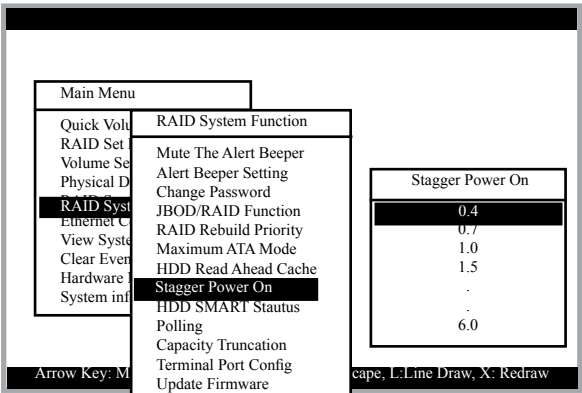 Main Menu
Quick Volu
RAID Set
Volume Se
Physical D
RAID Syst
Ethernet C
View Syste
Clear Even
Hardware
System inf
RAID System Function
Mute The Alert Beeper
Alert Beeper Setting
Change Password
JBOD/RAID Function
RAID Rebuild Priority
Maximum ATA Mode
HDD Read Ahead Cache
Stagger Power On
HDD SMART Stautus
Polling
Capacity Truncation
Terminal Port Config
Update Firmware
Stagger Power On
0.4
0.7
1.0
1.5
.
.
6.0
Arrow Key: M cape, L:Line Draw, X: Redraw